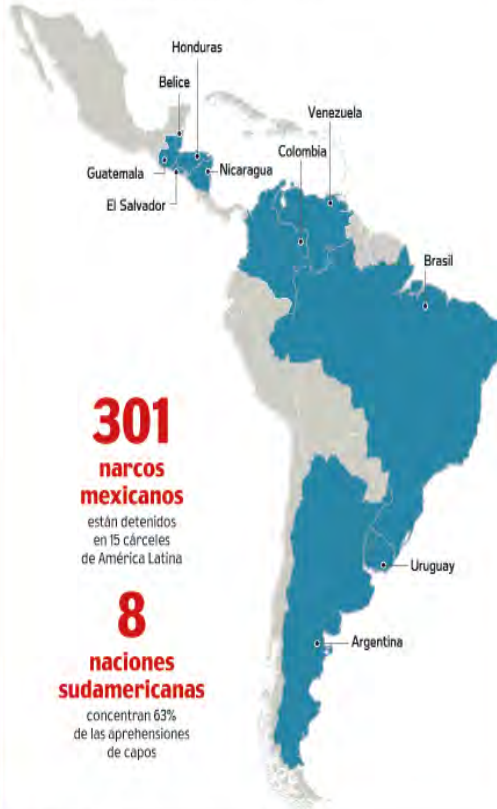 Honduras
Belice
Venezuela
Colombia
Guatemala
Nicaragua
El Salvador
Brasil
301
narcos
mexicanos
están detenidos
en 15 cárceles
de América Latina
Uruguay
8
naciones
sudamericanas
Argentina
concentran 63%
de las aprehensiones
de capos